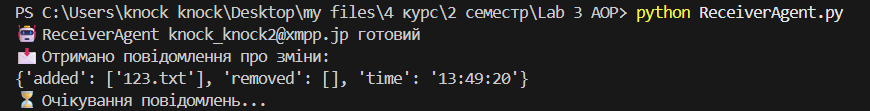 PS C:\Users\knock knock\Desktop\my files\4 курс\2 семестр\Lab 3 AOP> python ReceiverAgent.py
🤖 ReceiverAgent knock_knock2@xmpp.jp готовий
📩 Отримано повідомлення про зміни:
{'added': ['123.txt'], 'removed': [], 'time': '13:49:20'}
⏳ Очікування повідомлень...